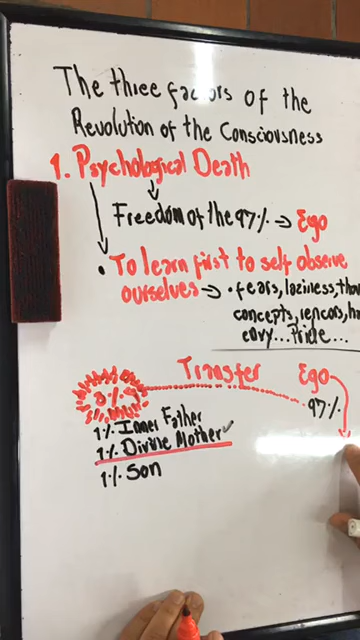 The three factors of the
Revolution of the Consciousness
1. Psychological Death
Freedom of the 97% → Ego
• To learn first to self observe
ourselves → • fears, laziness,
concepts,
envy... Pride...
Transfer Ego
3% 97%
1% Inner Father
1% Divine Mother ✓
1% Son